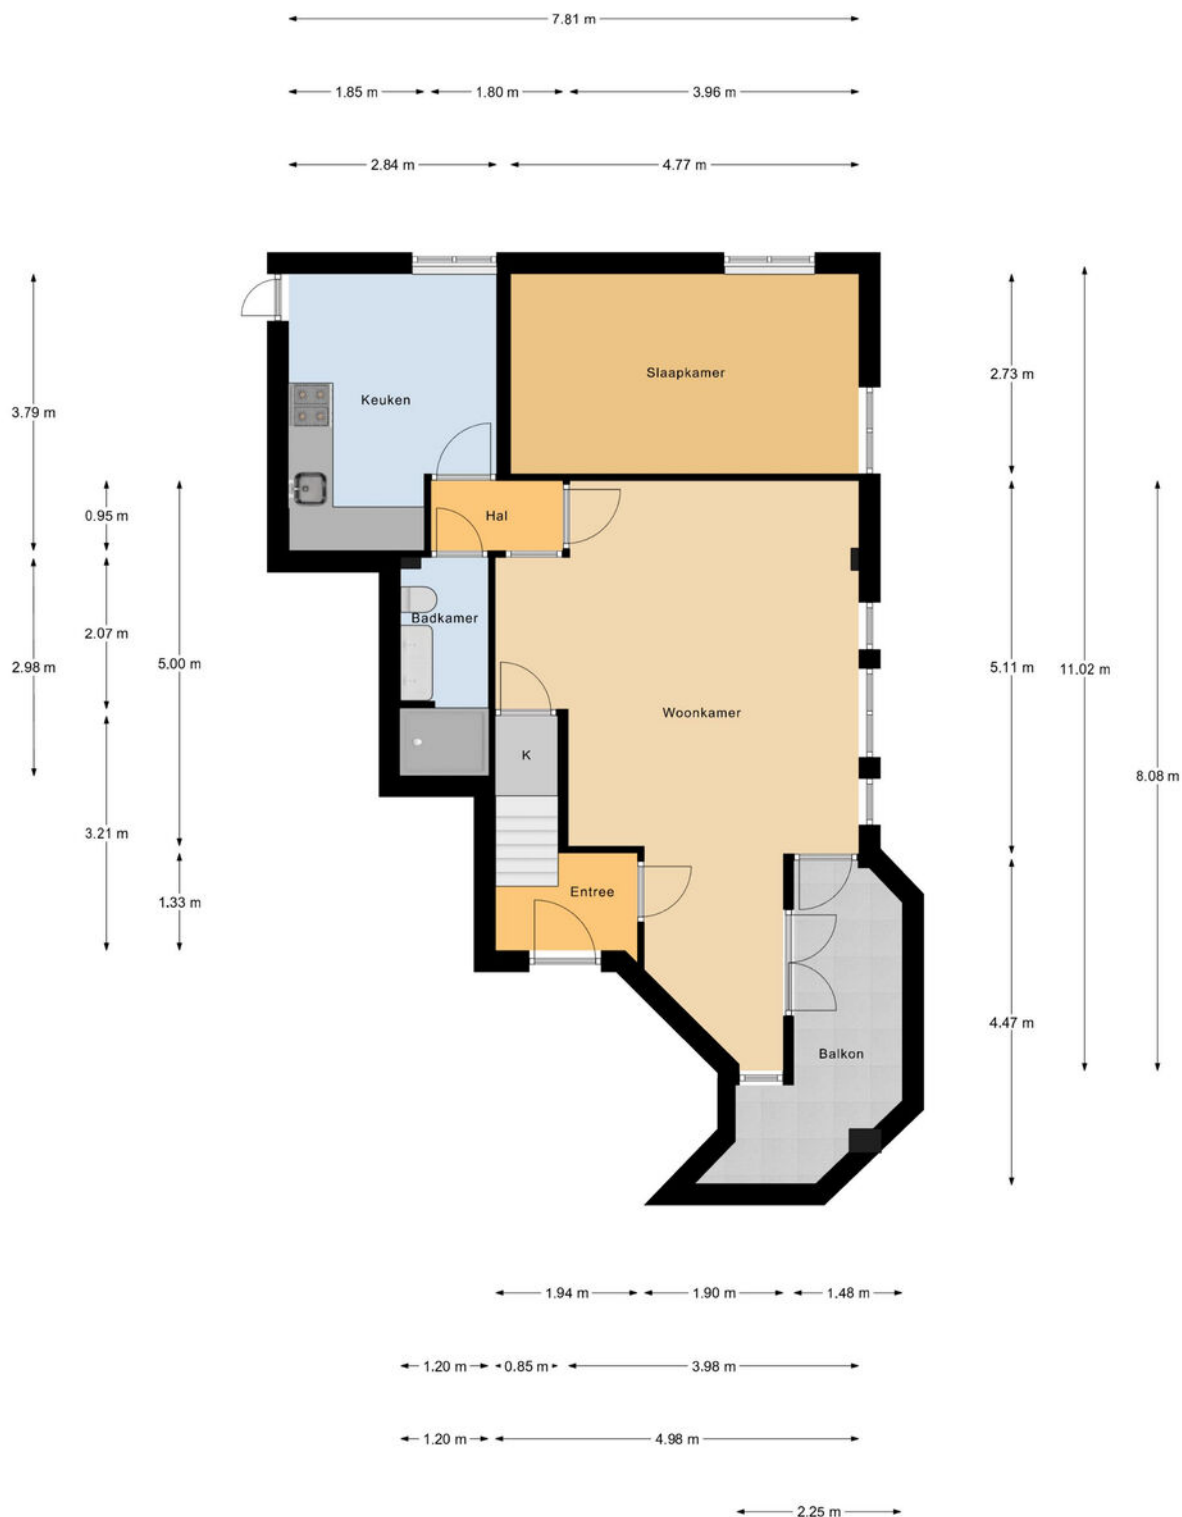 7.81 m
1.85 m
1.80 m
3.96 m
2.84 m
4.77 m
Slaapkamer
2.73 m
Keuken
3.79 m
0.95 m
Hal
Badkamer
2.07 m
5.00 m
2.98 m
5.11 m
11.02 m
Woonkamer
K
8.08 m
3.21 m
Entree
1.33 m
4.47 m
Balkon
1.94 m
1.90 m
1.48 m
1.20 m
0.85 m
3.98 m
1.20 m
4.98 m
2.25 m